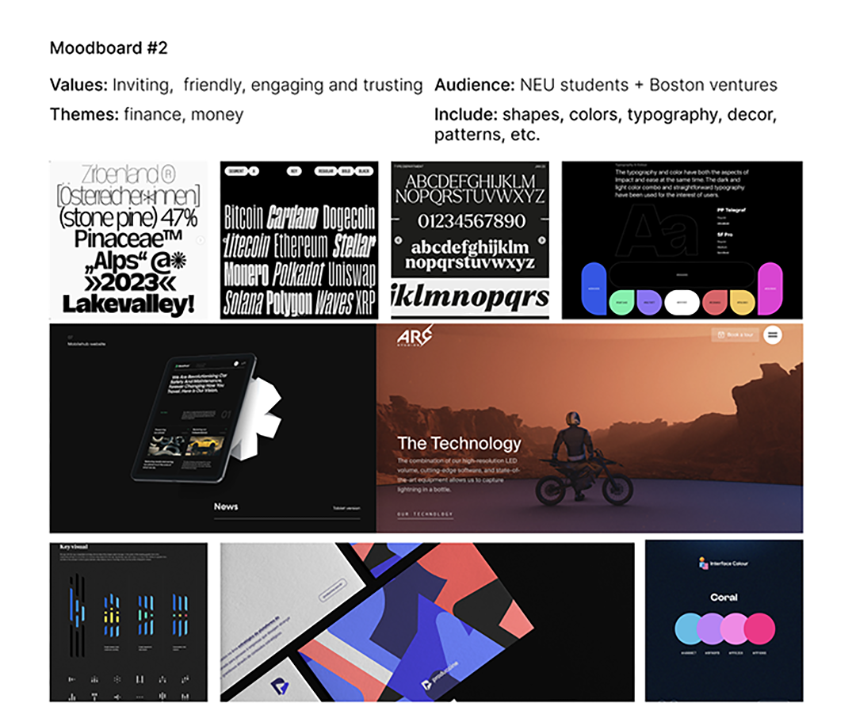 Moodboard #2
Values: Inviting, friendly, engaging and trusting
Audience: NEU students + Boston ventures
Themes: finance, money
Include: shapes, colors, typography, decor,
patterns, etc.
Zirbenland ®
[Österreicher:innen]
(stone pine) 47%
Pinaceae™
„Alps“ @
»2023«
Lakevalley!
SEGMENT
KEY
REGULAR
BOLD
BLACK
Bitcoin Cardano Dogecoin
Litecoin Ethereum Stellar
Monero Polkadot Uniswap
Solana Polygon Waves XRP
ABCDEFGHIJKLM
NOPQRSTUVWXYZ
01234567890
abcdefghijklm
nopqrstuvwxyz
jklmnopqrs
The typography and color have both the aspects of
impact and ease at the same time. The dark and
light color combo and straightforward typography
have been used for the interest of users.
Aa
PP Telegraf
SF Pro
Mobilehub website
We Are Revolutionising Car
Safety And Maintenance,
Forever Changing How You
Travel. Here is Our Vision.
01
News
Tablet version
ARC
Book a tour
The Technology
The combination of our high-resolution LED
volume, cutting-edge software, and state-of-
the-art equipment allows us to capture
lightning in a bottle.
OUR TECHNOLOGY
Key visual
Interface Colour
Coral